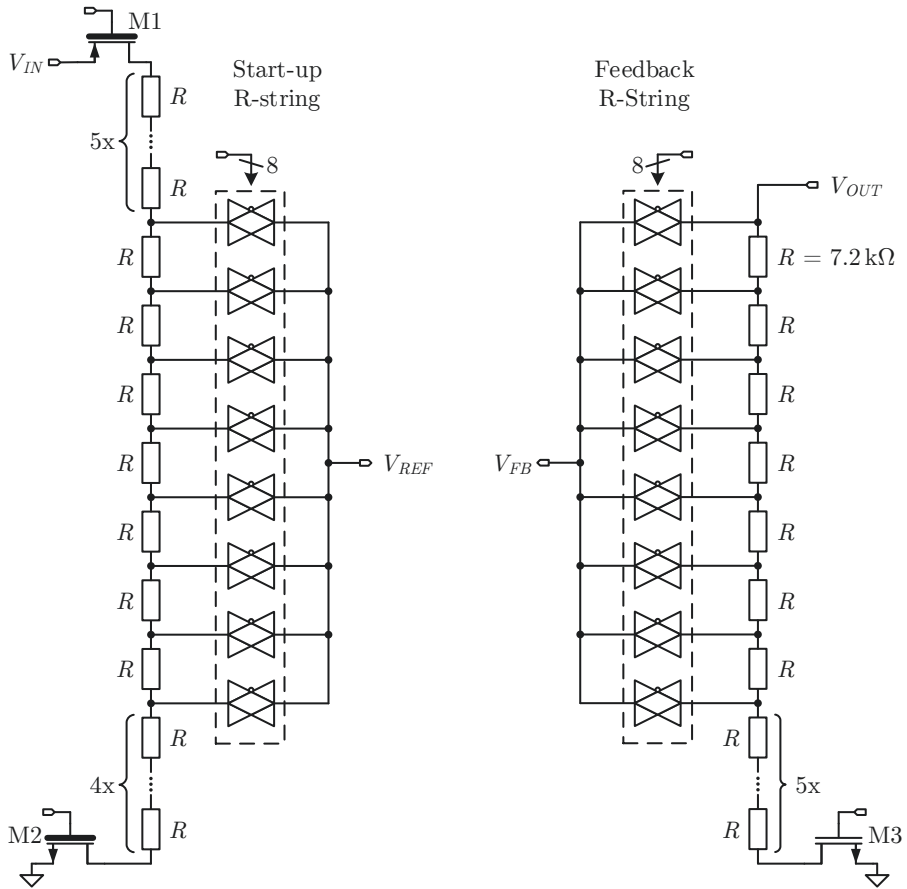 M1
V_IN
Start-up
R-string
Feedback
R-String
R
5x
R
8
8
V_OUT
R
R = 7.2 kΩ
R
R
R
R
R
R
V_REF
V_FB
R
R
R
R
R
R
R
R
R
4x
R
5x
R
R
M2
M3